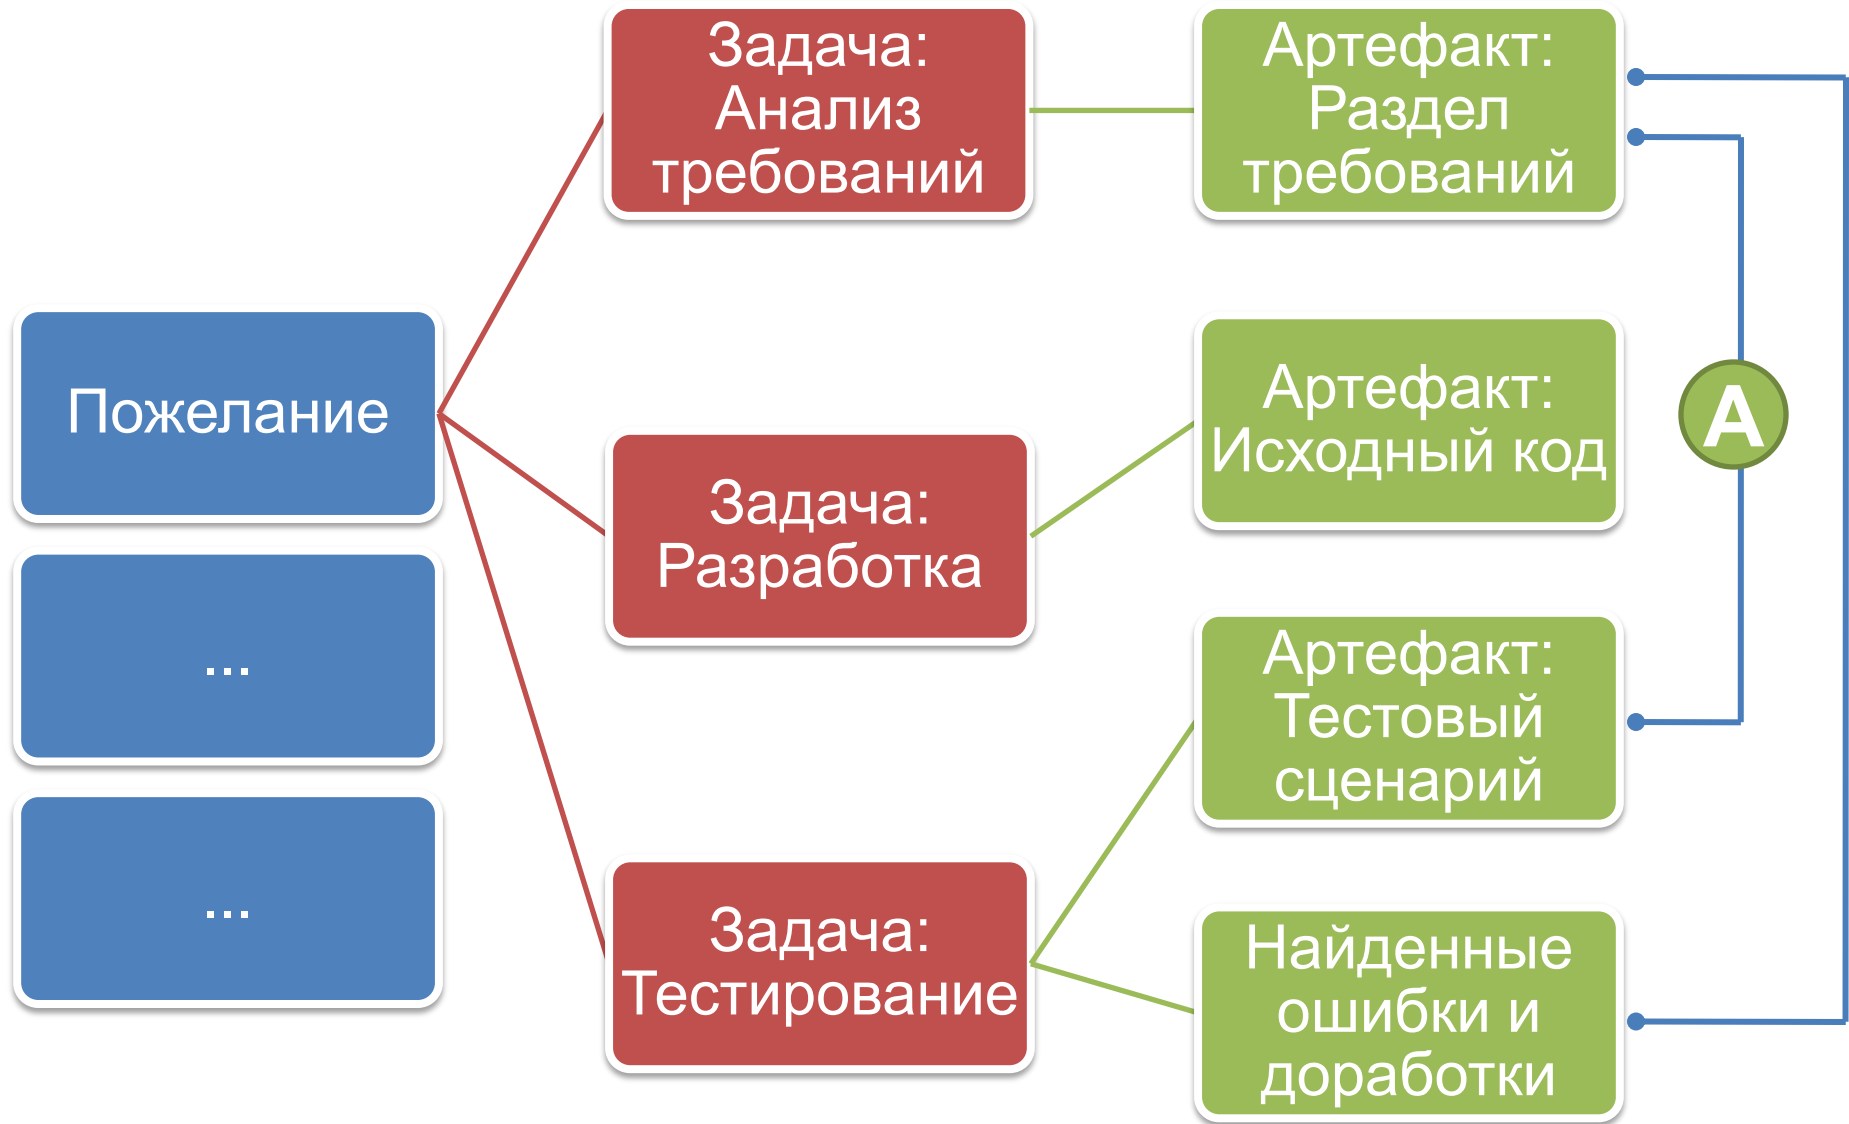 Задача:
Анализ
требований
Артефакт:
Раздел
требований
Пожелание
Задача:
Разработка
Артефакт:
Исходный код
А
...
Артефакт:
Тестовый
сценарий
...
Задача:
Тестирование
Найденные
ошибки и
доработки